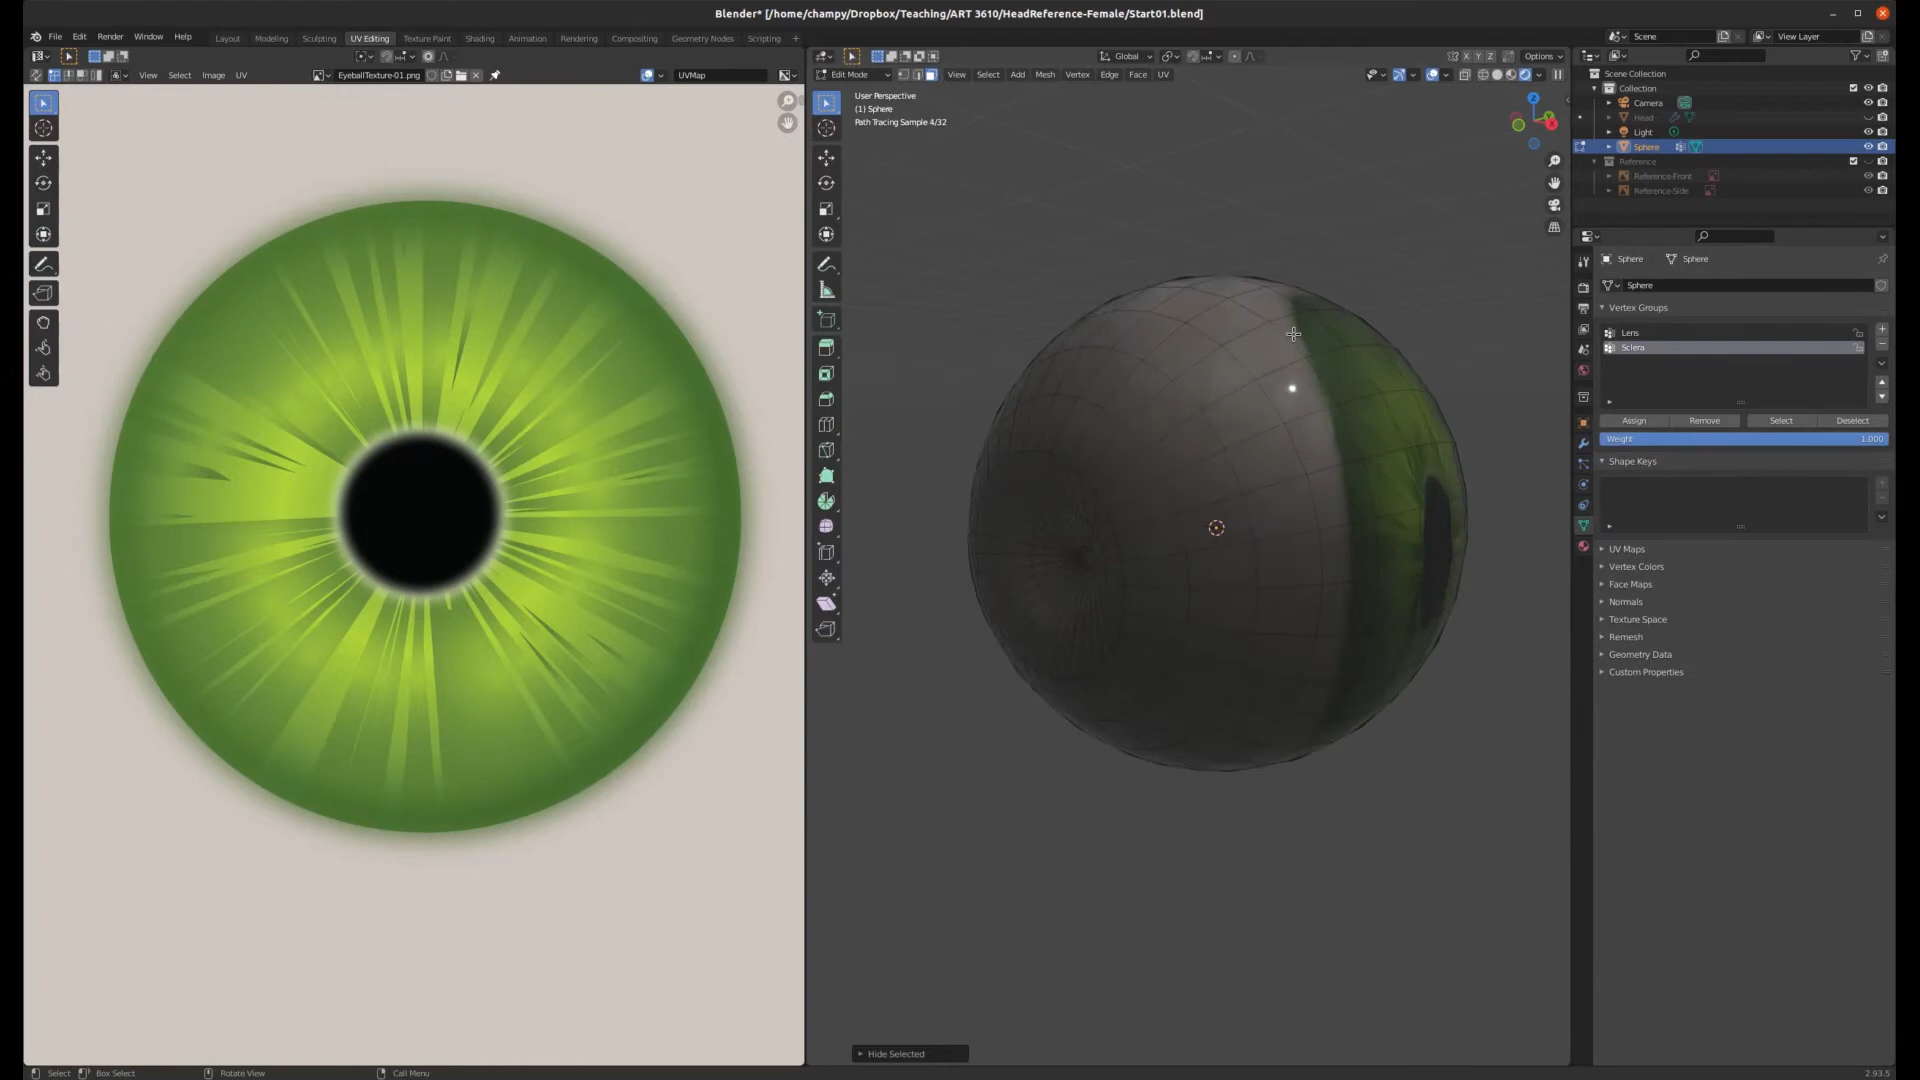 Blender* [/home/champy/Dropbox/Teaching/ART 3610/HeadReference-Female/Start01.blend]
File Edit Render Window Help Layout Modeling Sculpting UV Editing Texture Paint Shading Animation Rendering Compositing Geometry Nodes Scripting + Scene View Layer
Global Options
View Select Image UV EyeballTexture-01.png UVMap Edit Mode View Select Add Mesh Vertex Edge Face UV X Y Z
User Perspective
(1) Sphere
Path Tracing Sample 4/32
Z
Y
X
Scene Collection
Collection
Camera
Head
Light
Sphere
Reference
Reference-Front
Reference-Side
Sphere Sphere
Sphere
Vertex Groups
Lens
Sclera
Assign Remove Select Deselect
Weight 1.000
Shape Keys
UV Maps
Vertex Colors
Face Maps
Normals
Texture Space
Remesh
Geometry Data
Custom Properties
Hide Selected
Select Box Select Rotate View Call Menu 2.93.5